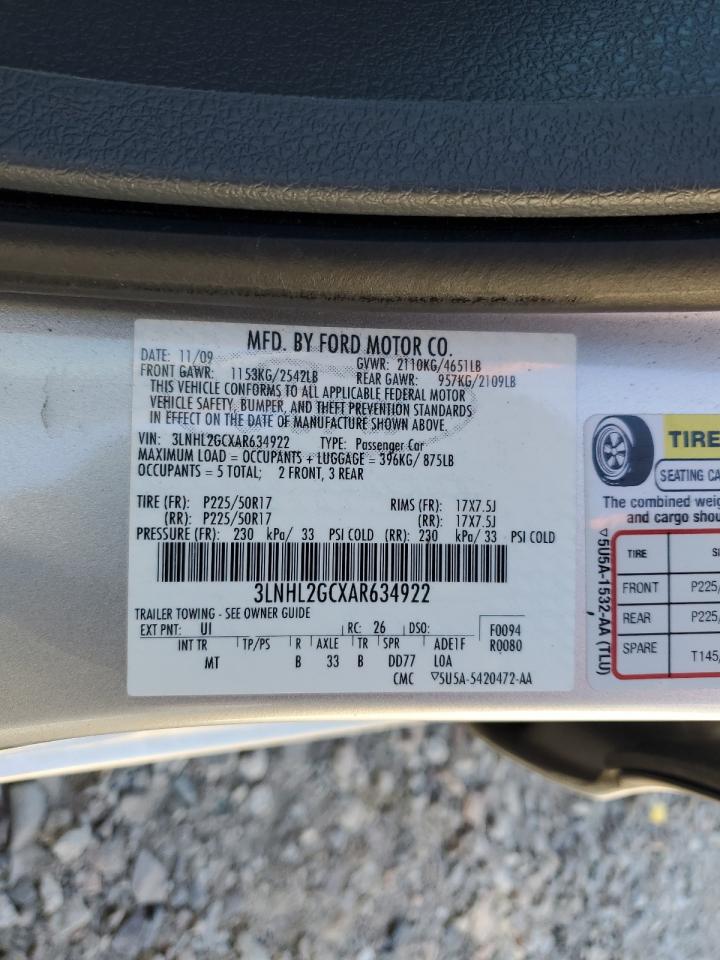 MFD. BY FORD MOTOR CO.
DATE: 11/09 GVWR: 2110KG/4651LB
FRONT GAWR: 1153KG/2542LB REAR GAWR: 957KG/2109LB
THIS VEHICLE CONFORMS TO ALL APPLICABLE FEDERAL MOTOR
VEHICLE SAFETY, BUMPER, AND THEFT PREVENTION STANDARDS
IN EFFECT ON THE DATE OF MANUFACTURE SHOWN ABOVE.
VIN: 3LNHL2GCXAR634922 TYPE: Passenger Car
MAXIMUM LOAD = OCCUPANTS + LUGGAGE = 396KG/ 875LB
OCCUPANTS = 5 TOTAL; 2 FRONT, 3 REAR
TIRE (FR): P225/50R17 RIMS (FR): 17X7.5J
(RR): P225/50R17 (RR): 17X7.5J
PRESSURE (FR): 230 kPa/ 33 PSI COLD (RR): 230 kPa/ 33 PSI COLD
3LNHL2GCXAR634922
TRAILER TOWING - SEE OWNER GUIDE
EXT PNT: UI RC: 26 DSO: F0094
INT TR TP/PS R AXLE TR SPR ADE1F R0080
MT B 33 B DD77 LOA
CMC ▽5U5A-5420472-AA
TIRE
SEATING CA
The combined weig
and cargo shou
TIRE SI
FRONT P225/
REAR P225/
SPARE T145/
▽5U5A-1532-AA (TLU)